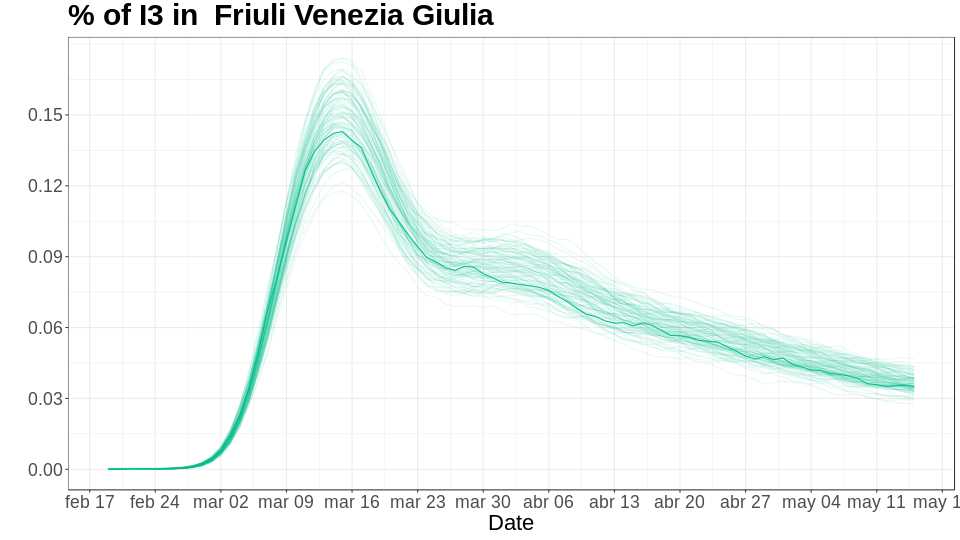 % of I3 in  Friuli Venezia Giulia
0.15
0.12
0.09
0.06
0.03
0.00
feb 17 feb 24 mar 02 mar 09 mar 16 mar 23 mar 30 abr 06 abr 13 abr 20 abr 27 may 04 may 11 may 1
Date